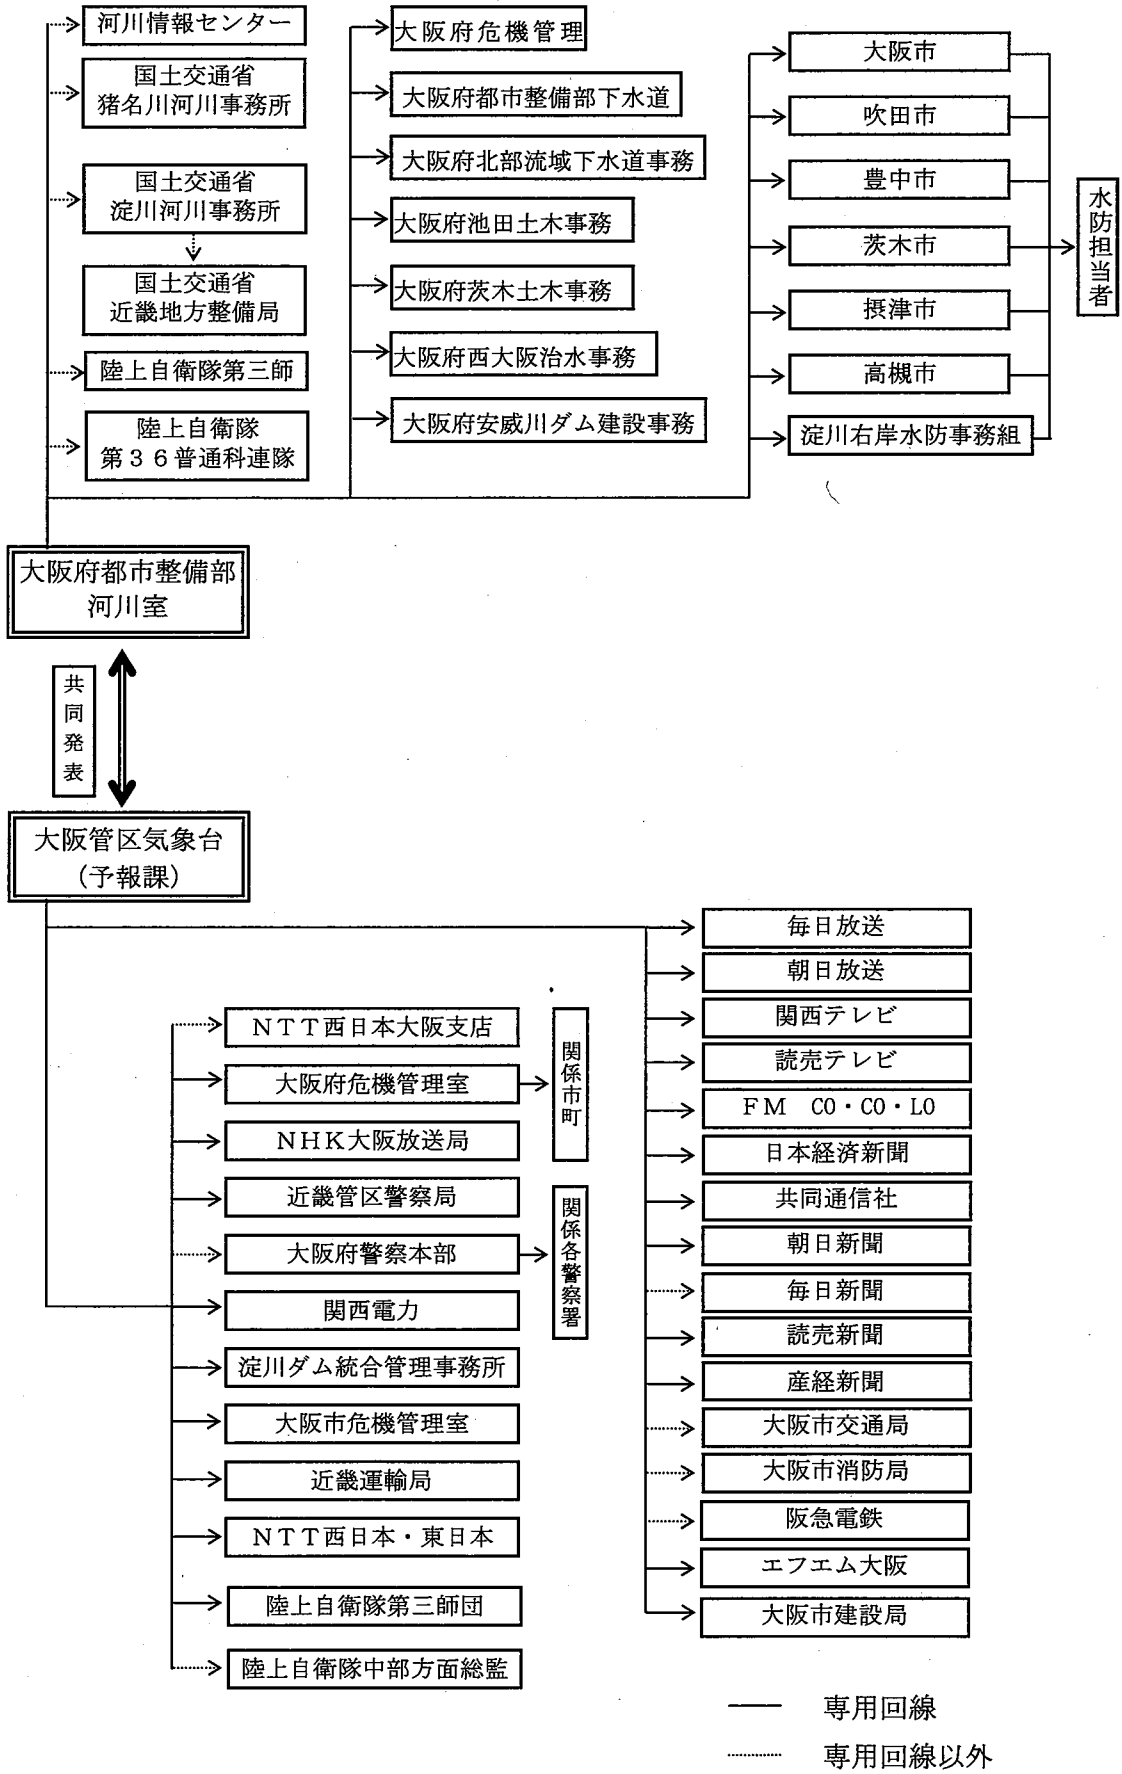 河川情報センター
国土交通省
猪名川河川事務所
国土交通省
淀川河川事務所
国土交通省
近畿地方整備局
陸上自衛隊第三師
陸上自衛隊
第３６普通科連隊
大阪府危機管理
大阪府都市整備部下水道
大阪府北部流域下水道事務
大阪府池田土木事務
大阪府茨木土木事務
大阪府西大阪治水事務
大阪府安威川ダム建設事務
大阪市
吹田市
豊中市
茨木市
摂津市
高槻市
淀川右岸水防事務組
水防担当者
大阪府都市整備部
河川室
共同発表
大阪管区気象台
(予報課)
ＮＴＴ西日本大阪支店
大阪府危機管理室
ＮＨＫ大阪放送局
近畿管区警察局
大阪府警察本部
関西電力
淀川ダム統合管理事務所
大阪市危機管理室
近畿運輸局
ＮＴＴ西日本・東日本
陸上自衛隊第三師団
陸上自衛隊中部方面総監
関係市町
関係各警察署
毎日放送
朝日放送
関西テレビ
読売テレビ
ＦＭ　CO・CO・LO
日本経済新聞
共同通信社
朝日新聞
毎日新聞
読売新聞
産経新聞
大阪市交通局
大阪市消防局
阪急電鉄
エフエム大阪
大阪市建設局
専用回線
専用回線以外